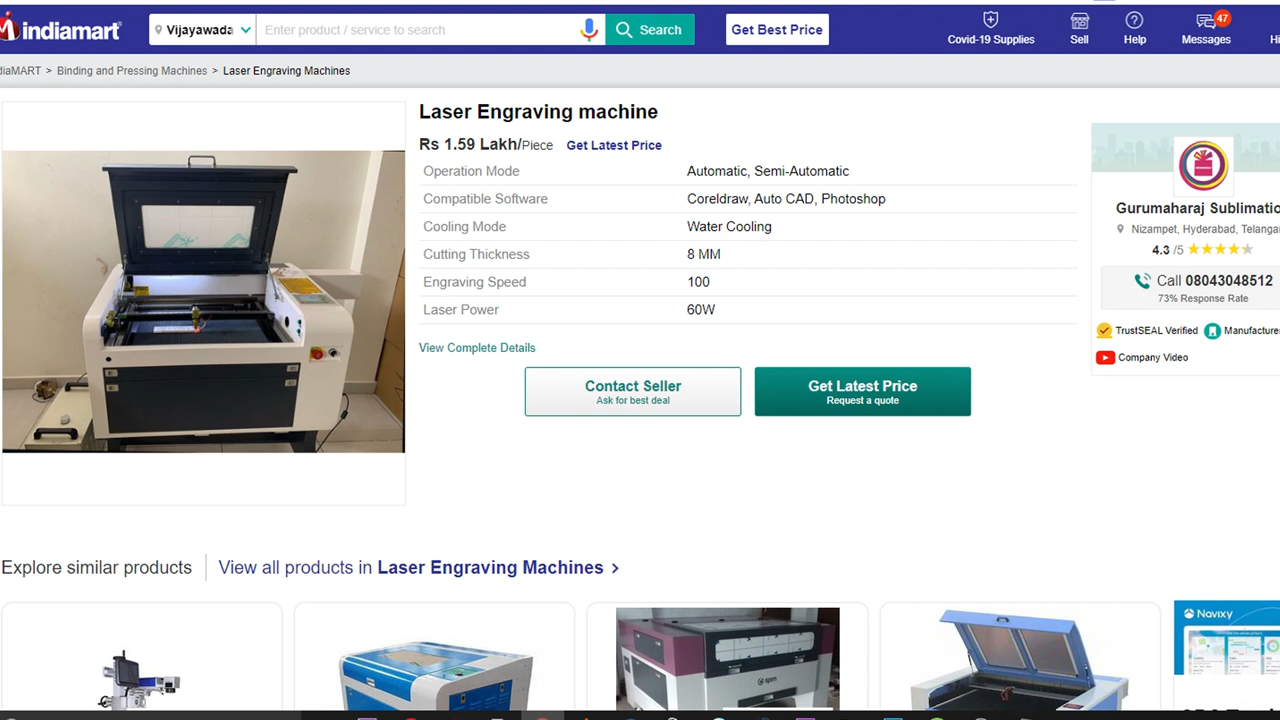 indiamart
Vijayawada
Enter product / service to search
Search
Get Best Price
Covid-19 Supplies
Sell
Help
47
Messages
diaMART > Binding and Pressing Machines > Laser Engraving Machines
Laser Engraving machine
Rs 1.59 Lakh/Piece Get Latest Price
Operation Mode Automatic, Semi-Automatic
Compatible Software Coreldraw, Auto CAD, Photoshop
Cooling Mode Water Cooling
Cutting Thickness 8 MM
Engraving Speed 100
Laser Power 60W
View Complete Details
Contact Seller
Ask for best deal
Get Latest Price
Request a quote
Gurumaharaj Sublimatio
Nizampet, Hyderabad, Telangan
4.3 /5
Call 08043048512
73% Response Rate
TrustSEAL Verified Manufacturer
Company Video
Explore similar products View all products in Laser Engraving Machines >
Navixy